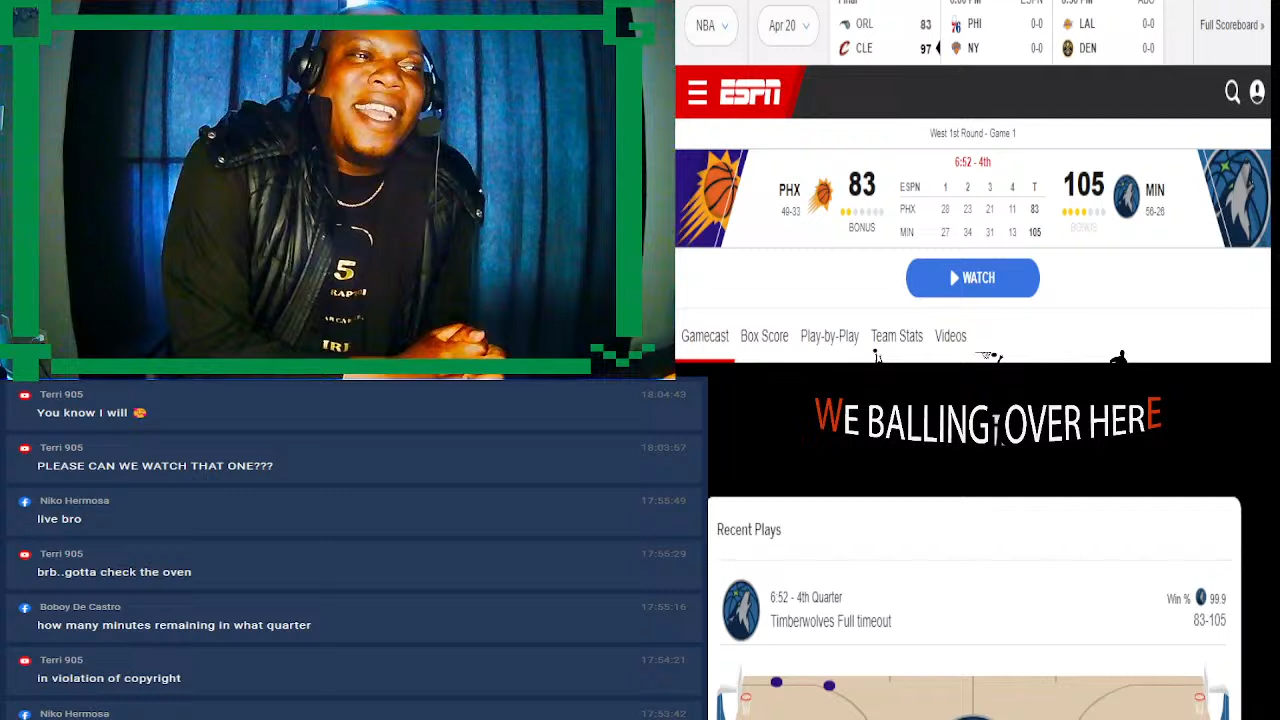 5
RAPTO
ARCADE
Terri 905
18:04:43
You know I will
Terri 905
18:03:57
PLEASE CAN WE WATCH THAT ONE???
Niko Hermosa
17:55:49
live bro
Terri 905
17:55:29
brb..gotta check the oven
Boboy De Castro
17:55:16
how many minutes remaining in what quarter
Terri 905
17:54:21
in violation of copyright
Niko Hermosa
17:53:42
NBA
Apr 20
ORL 83
CLE 97
PHI 0-0
NY 0-0
LAL 0-0
DEN 0-0
Full Scoreboard »
ESPN
West 1st Round - Game 1
6:52 - 4th
PHX
49-33
83
BONUS
ESPN 1 2 3 4 T
PHX 28 23 21 11 83
MIN 27 34 31 13 105
105
BONUS
MIN
56-26
WATCH
Gamecast Box Score Play-by-Play Team Stats Videos
WE BALLING OVER HERE
Recent Plays
6:52 - 4th Quarter
Timberwolves Full timeout
Win % 99.9
83-105